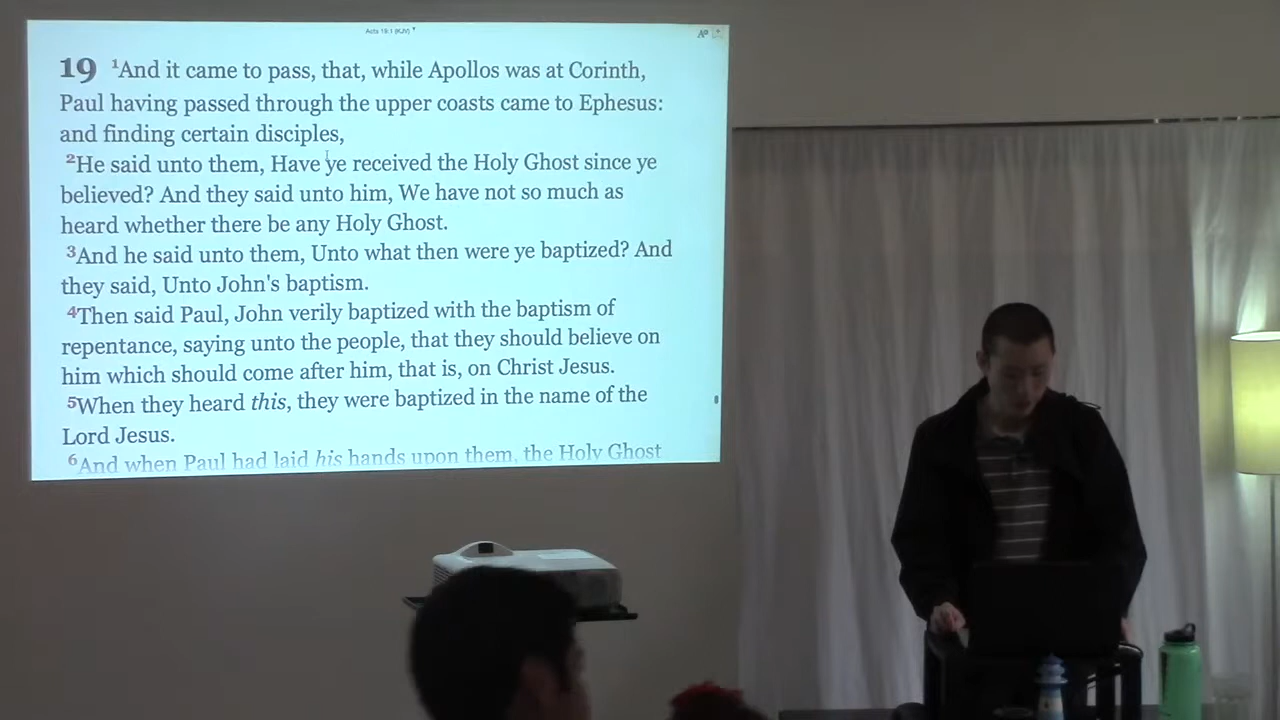 Acts 19:1 (KJV)
19 ¹And it came to pass, that, while Apollos was at Corinth,
Paul having passed through the upper coasts came to Ephesus:
and finding certain disciples,
²He said unto them, Have ye received the Holy Ghost since ye
believed? And they said unto him, We have not so much as
heard whether there be any Holy Ghost.
³And he said unto them, Unto what then were ye baptized? And
they said, Unto John's baptism.
⁴Then said Paul, John verily baptized with the baptism of
repentance, saying unto the people, that they should believe on
him which should come after him, that is, on Christ Jesus.
⁵When they heard this, they were baptized in the name of the
Lord Jesus.
⁶And when Paul had laid his hands upon them, the Holy Ghost